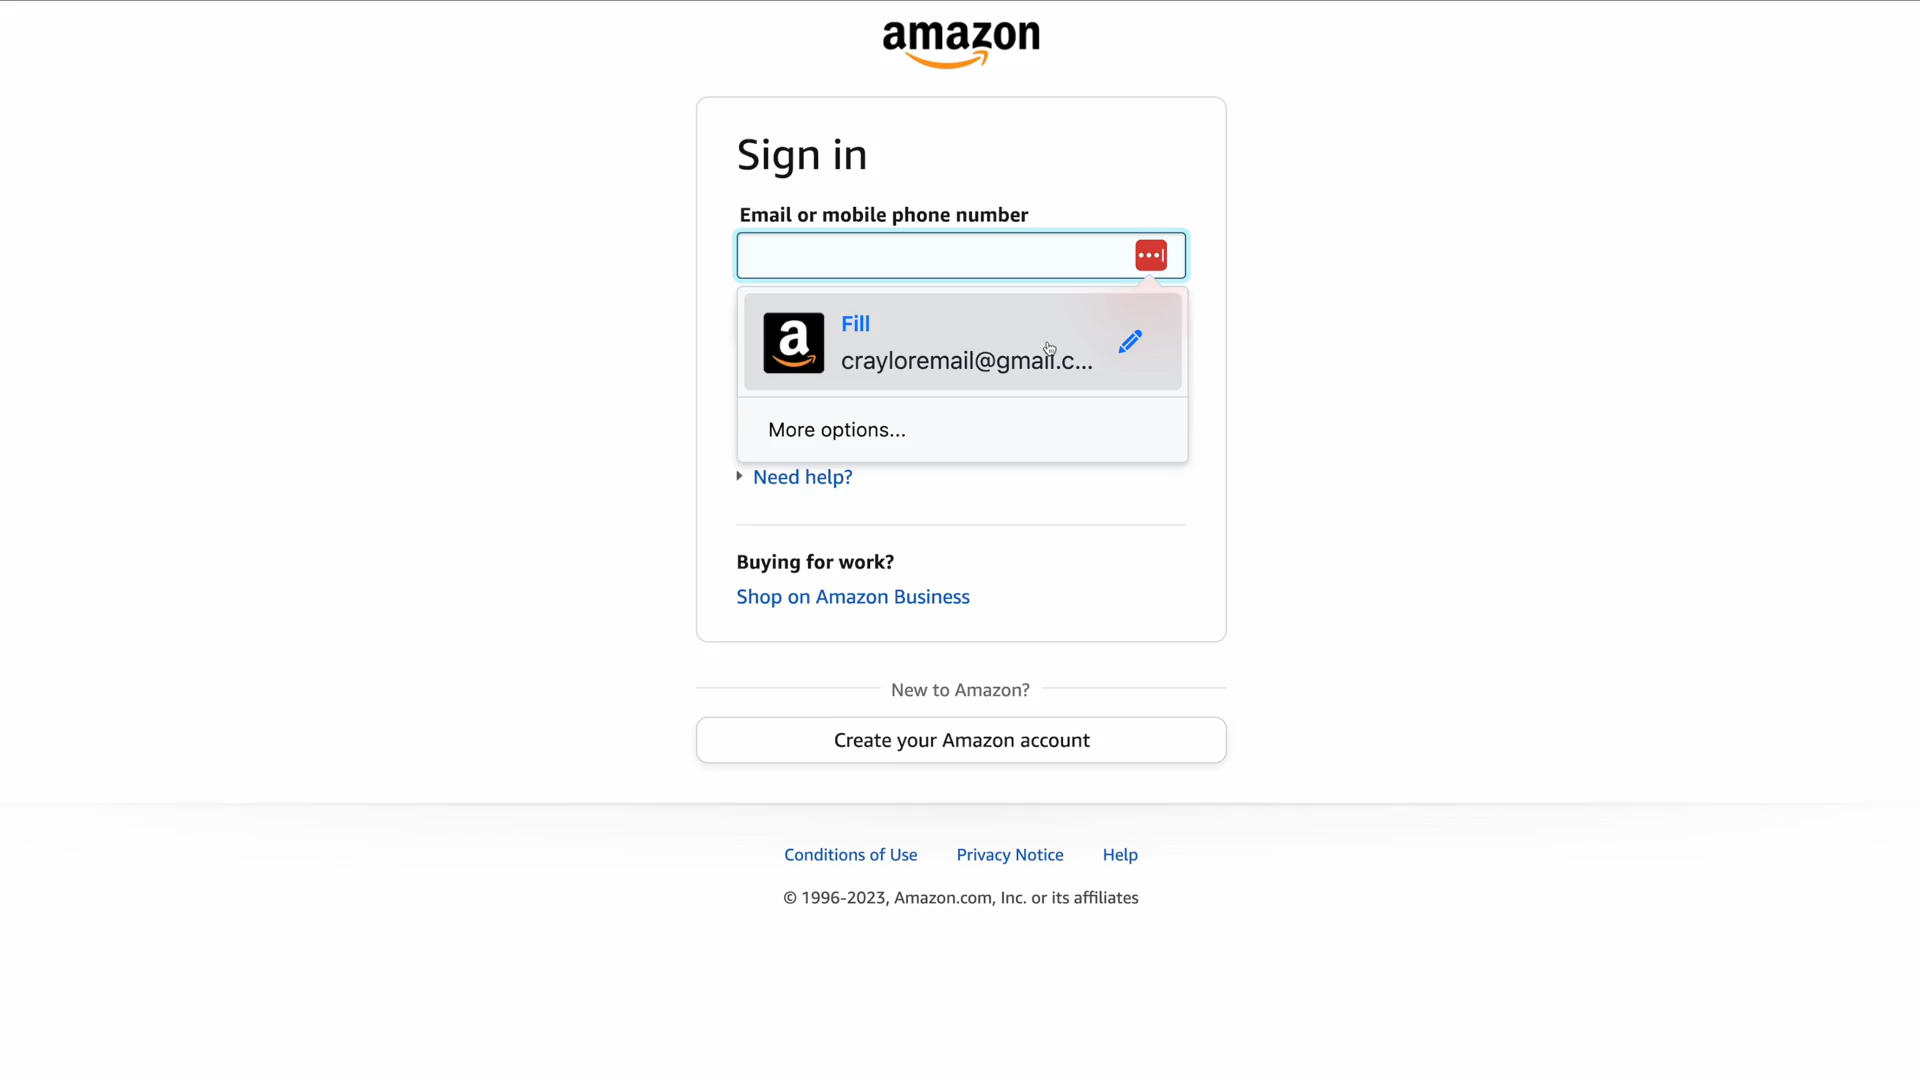 amazon
Sign in
Email or mobile phone number
Fill
crayloremail@gmail.c...
More options...
Need help?
Buying for work?
Shop on Amazon Business
New to Amazon?
Create your Amazon account
Conditions of Use Privacy Notice Help
© 1996-2023, Amazon.com, Inc. or its affiliates